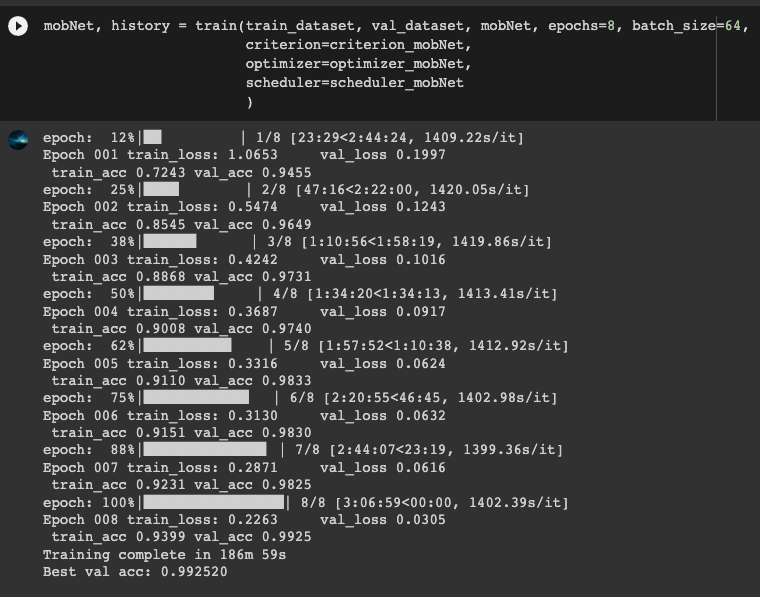 mobNet, history = train(train_dataset, val_dataset, mobNet, epochs=8, batch_size=64,
criterion=criterion_mobNet,
optimizer=optimizer_mobNet,
scheduler=scheduler_mobNet
)
epoch:  12%|██        | 1/8 [23:29<2:44:24, 1409.22s/it]
Epoch 001 train_loss: 1.0653     val_loss 0.1997
train_acc 0.7243 val_acc 0.9455
epoch:  25%|████       | 2/8 [47:16<2:22:00, 1420.05s/it]
Epoch 002 train_loss: 0.5474     val_loss 0.1243
train_acc 0.8545 val_acc 0.9649
epoch:  38%|██████      | 3/8 [1:10:56<1:58:19, 1419.86s/it]
Epoch 003 train_loss: 0.4242     val_loss 0.1016
train_acc 0.8868 val_acc 0.9731
epoch:  50%|████████     | 4/8 [1:34:20<1:34:13, 1413.41s/it]
Epoch 004 train_loss: 0.3687     val_loss 0.0917
train_acc 0.9008 val_acc 0.9740
epoch:  62%|██████████    | 5/8 [1:57:52<1:10:38, 1412.92s/it]
Epoch 005 train_loss: 0.3316     val_loss 0.0624
train_acc 0.9110 val_acc 0.9833
epoch:  75%|████████████   | 6/8 [2:20:55<46:45, 1402.98s/it]
Epoch 006 train_loss: 0.3130     val_loss 0.0632
train_acc 0.9151 val_acc 0.9830
epoch:  88%|██████████████ | 7/8 [2:44:07<23:19, 1399.36s/it]
Epoch 007 train_loss: 0.2871     val_loss 0.0616
train_acc 0.9231 val_acc 0.9825
epoch: 100%|████████████████| 8/8 [3:06:59<00:00, 1402.39s/it]
Epoch 008 train_loss: 0.2263     val_loss 0.0305
train_acc 0.9399 val_acc 0.9925
Training complete in 186m 59s
Best val acc: 0.992520